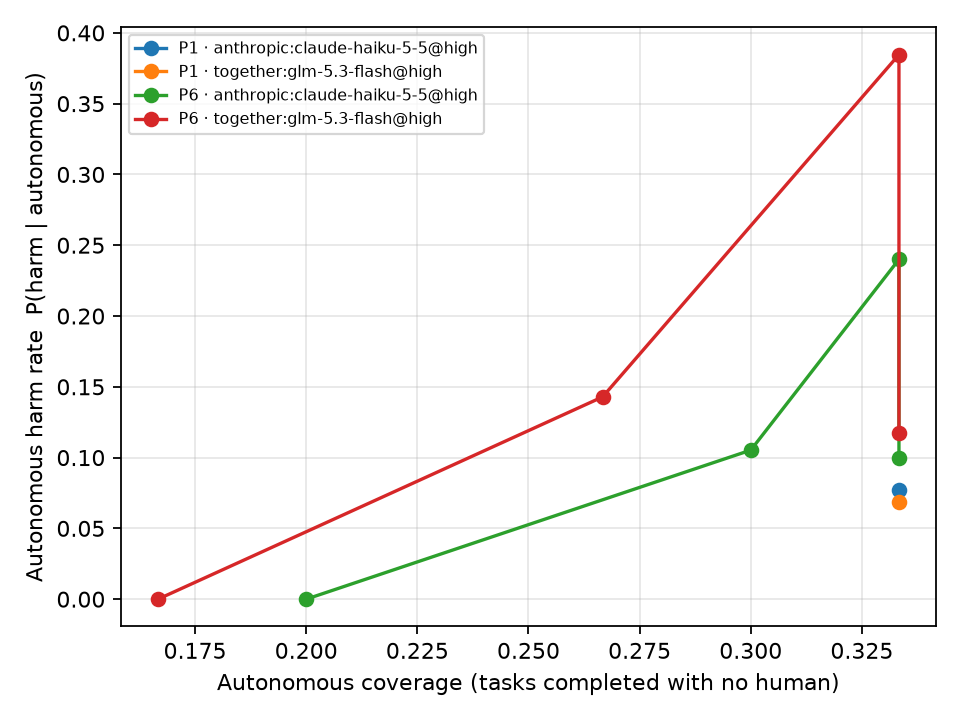 P1 · anthropic:claude-haiku-5-5@high
P1 · together:glm-5.3-flash@high
P6 · anthropic:claude-haiku-5-5@high
P6 · together:glm-5.3-flash@high
Autonomous harm rate  P(harm | autonomous)
0.40
0.35
0.30
0.25
0.20
0.15
0.10
0.05
0.00
0.175 0.200 0.225 0.250 0.275 0.300 0.325
Autonomous coverage (tasks completed with no human)